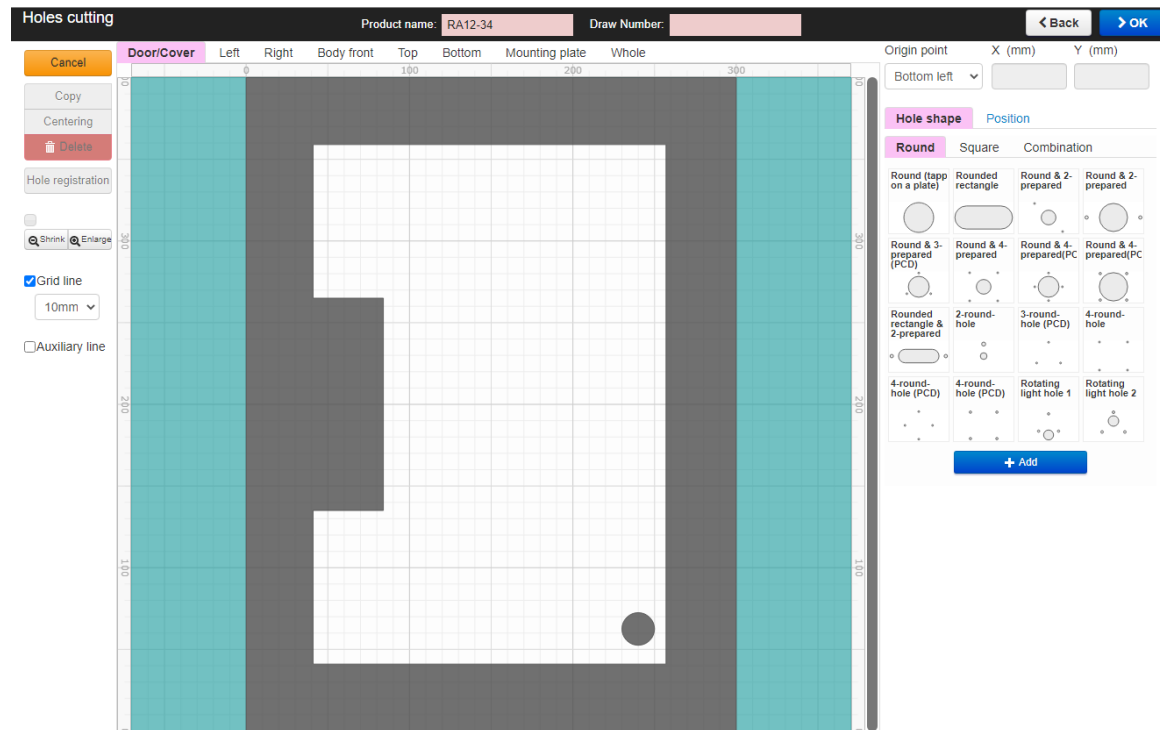 Holes cutting
Product name: RA12-34 Draw Number:
Back OK
Cancel
Copy
Centering
Delete
Hole registration
Shrink Enlarge
Grid line
10mm
Auxiliary line
Door/Cover Left Right Body front Top Bottom Mounting plate Whole
0 100 200 300
300 300
200 200
100 100
Origin point X (mm) Y (mm)
Bottom left
Hole shape Position
Round Square Combination
Round (tapp
on a plate)
Rounded
rectangle
Round & 2-
prepared
Round & 2-
prepared
Round & 3-
prepared
(PCD)
Round & 4-
prepared
Round & 4-
prepared(PC
Round & 4-
prepared(PC
Rounded
rectangle &
2-prepared
2-round-
hole
3-round-
hole (PCD)
4-round-
hole
4-round-
hole (PCD)
4-round-
hole (PCD)
Rotating
light hole 1
Rotating
light hole 2
Add